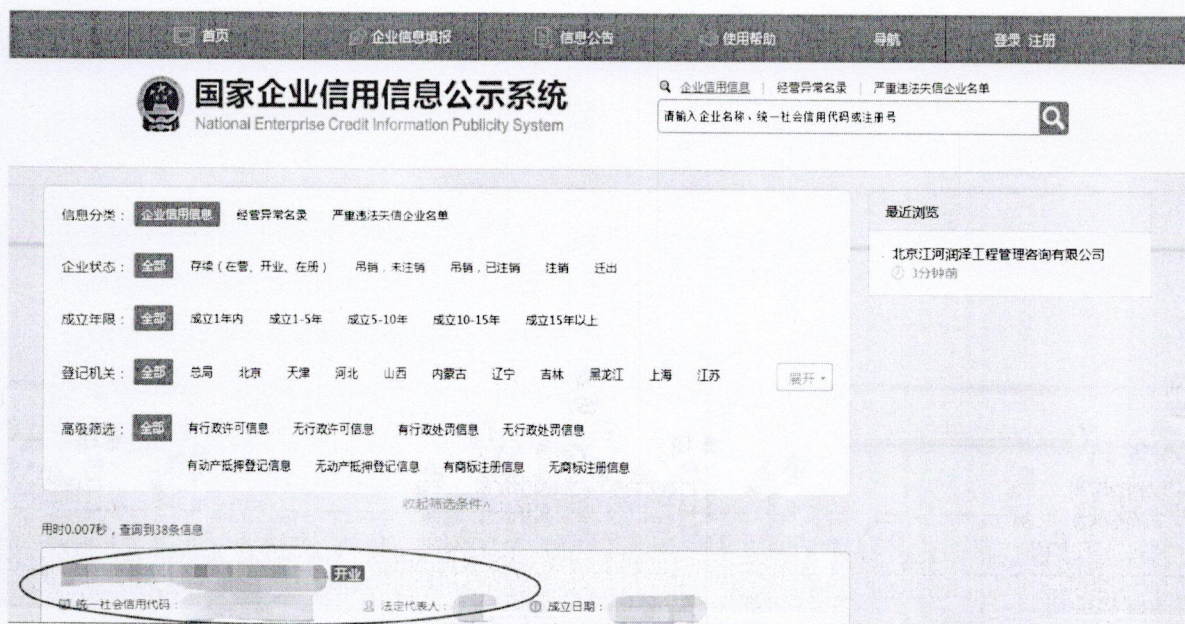 首页 企业信息填报 信息公告 使用帮助 导航 登录 注册
国家企业信用信息公示系统
National Enterprise Credit Information Publicity System
企业信用信息 | 经营异常名录 | 严重违法失信企业名单
请输入企业名称、统一社会信用代码或注册号
信息分类： 企业信用信息 经营异常名录 严重违法失信企业名单
企业状态： 全部 存续（在营、开业、在册） 吊销，未注销 吊销，已注销 注销 迁出
成立年限： 全部 成立1年内 成立1-5年 成立5-10年 成立10-15年 成立15年以上
登记机关： 全部 总局 北京 天津 河北 山西 内蒙古 辽宁 吉林 黑龙江 上海 江苏 展开
高级筛选： 全部 有行政许可信息 无行政许可信息 有行政处罚信息 无行政处罚信息
有动产抵押登记信息 无动产抵押登记信息 有商标注册信息 无商标注册信息
收起筛选条件
最近浏览
北京江河润泽工程管理咨询有限公司
3分钟前
用时0.007秒，查询到38条信息
开业
统一社会信用代码： 法定代表人： 成立日期：